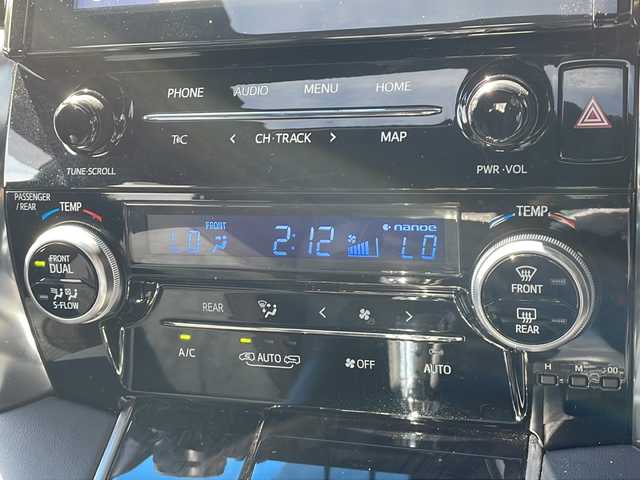 PHONE AUDIO MENU HOME
T&C < CH·TRACK > MAP
TUNE·SCROLL
PWR·VOL
PASSENGER
/ REAR
TEMP
TEMP
FRONT
nanoe
LO 2:12 LO
FRONT
DUAL
S-FLOW
FRONT
REAR
REAR < >
A/C AUTO OFF AUTO
H M :00